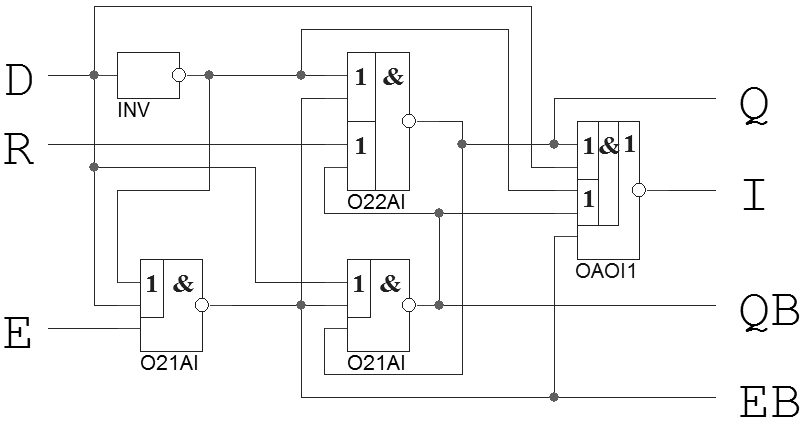 D
INV
1
&
1
O22AI
R
Q
1
&
1
1
I
OAOI1
E
1
&
O21AI
1
&
O21AI
QB
EB